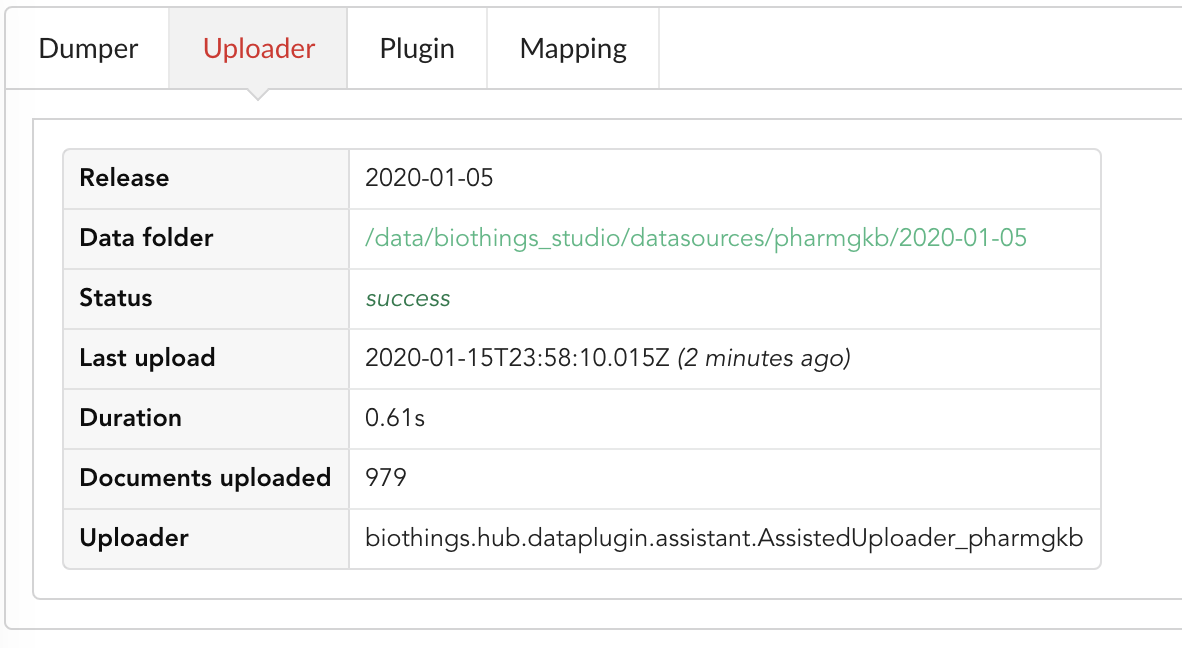 Dumper Uploader Plugin Mapping
Release 2020-01-05
Data folder /data/biothings_studio/datasources/pharmgkb/2020-01-05
Status success
Last upload 2020-01-15T23:58:10.015Z (2 minutes ago)
Duration 0.61s
Documents uploaded 979
Uploader biothings.hub.dataplugin.assistant.AssistedUploader_pharmgkb